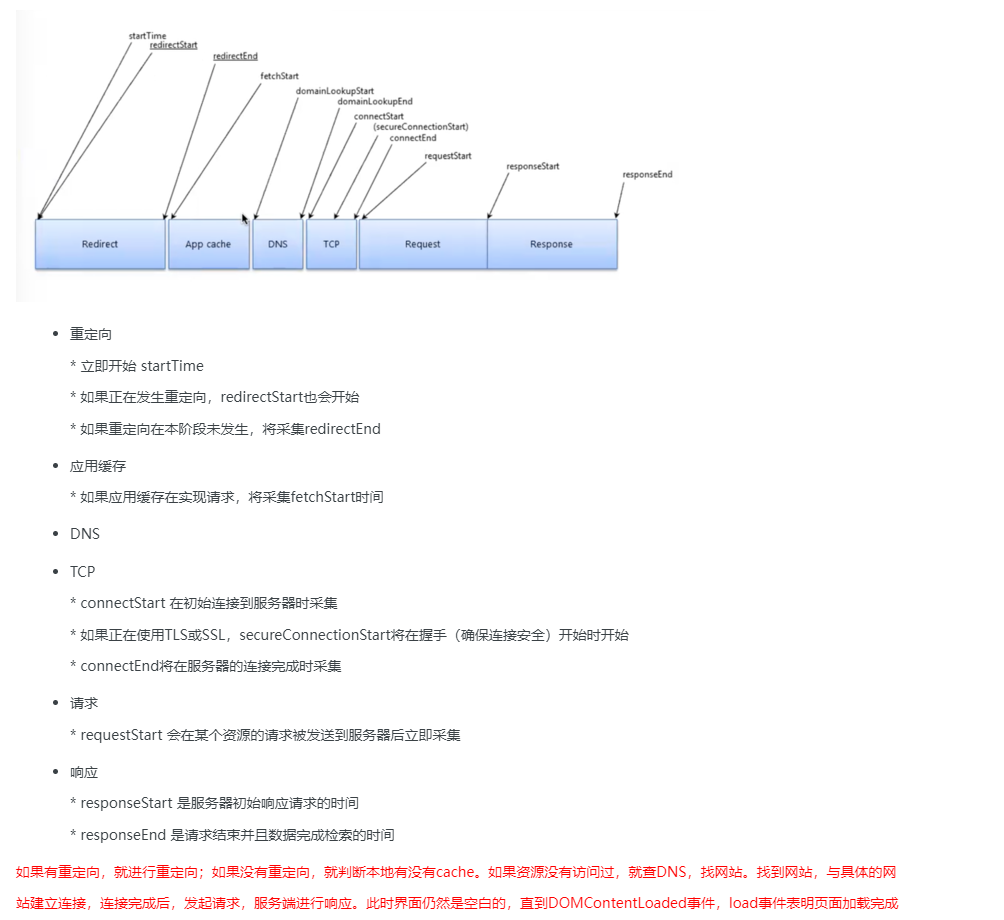 startTime
redirectStart
redirectEnd
fetchStart
domainLookupStart
domainLookupEnd
connectStart
(secureConnectionStart)
connectEnd
requestStart
responseStart
responseEnd
Redirect
App cache
DNS
TCP
Request
Response
• 重定向
* 立即开始 startTime
* 如果正在发生重定向，redirectStart也会开始
* 如果重定向在本阶段未发生，将采集redirectEnd
• 应用缓存
* 如果应用缓存在实现请求，将采集fetchStart时间
• DNS
• TCP
* connectStart 在初始连接到服务器时采集
* 如果正在使用TLS或SSL，secureConnectionStart将在握手（确保连接安全）开始时开始
* connectEnd将在服务器的连接完成时采集
• 请求
* requestStart 会在某个资源的请求被发送到服务器后立即采集
• 响应
* responseStart 是服务器初始响应请求的时间
* responseEnd 是请求结束并且数据完成检索的时间
如果有重定向，就进行重定向；如果没有重定向，就判断本地有没有cache。如果资源没有访问过，就查DNS，找网站。找到网站，与具体的网
站建立连接，连接完成后，发起请求，服务端进行响应。此时界面仍然是空白的，直到DOMContentLoaded事件，load事件表明页面加载完成